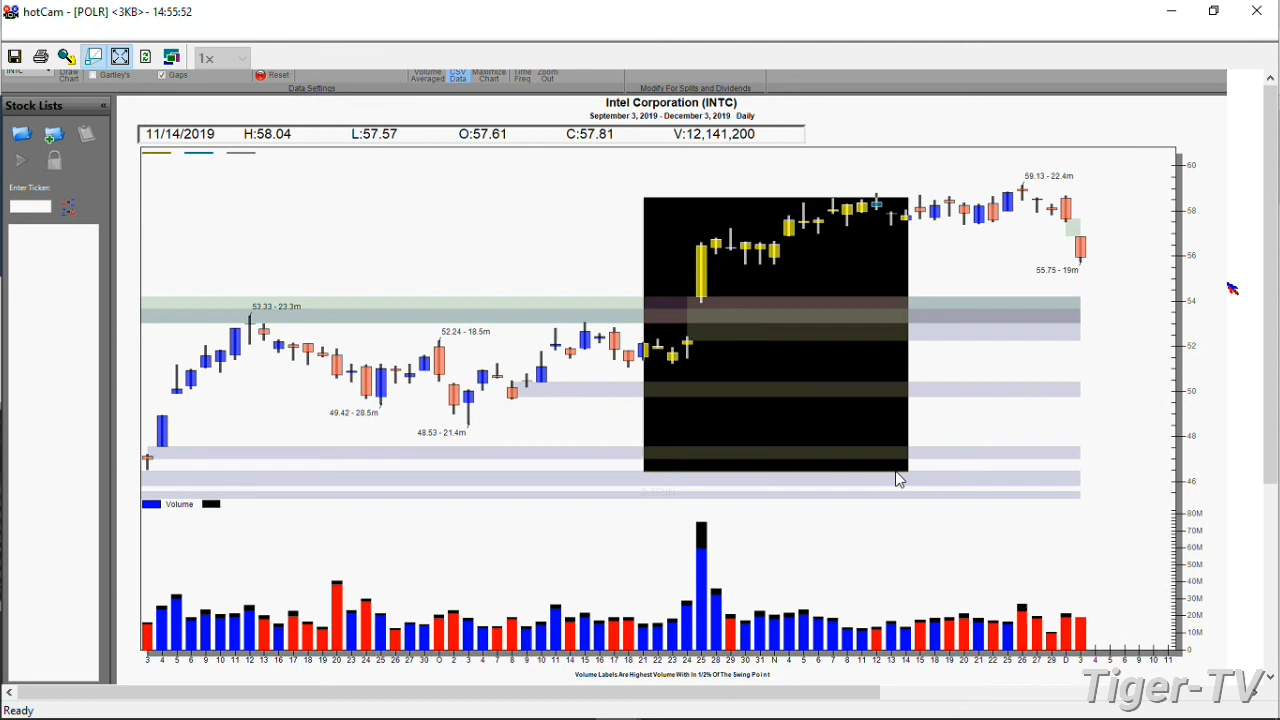 hotCam - [POLR] <3KB> - 14:55:52
1x
INTC
Draw Chart
Gartley's
Gaps
Reset
Volume Averaged
CSV Data
Maximize Chart
Time Freq
Zoom Out
Data Settings
Modify For Splits and Dividends
Stock Lists
«
Enter Ticker:
Intel Corporation (INTC)
September 3, 2019 - December 3, 2019 Daily
11/14/2019 H:58.04 L:57.57 O:57.61 C:57.81 V:12,141,200
59.13 - 22.4m
55.75 - 19m
53.33 - 23.3m
52.24 - 18.5m
49.42 - 28.5m
48.53 - 21.4m
60
58
56
54
52
50
48
46
Volume
80M
70M
60M
50M
40M
30M
20M
10M
0
3 4 5 6 9 10 11 12 13 16 17 18 19 20 23 24 25 26 27 30 O 2 3 4 7 8 9 10 11 14 15 16 17 18 21 22 23 24 25 28 29 30 31 N 4 5 6 7 8 11 12 13 14 15 18 19 20 21 22 25 26 27 29 D 3 4 5 6 9 10 11
Volume Labels Are Highest Volume With In 1/2% Of The Swing Point
Tiger-TV
Ready